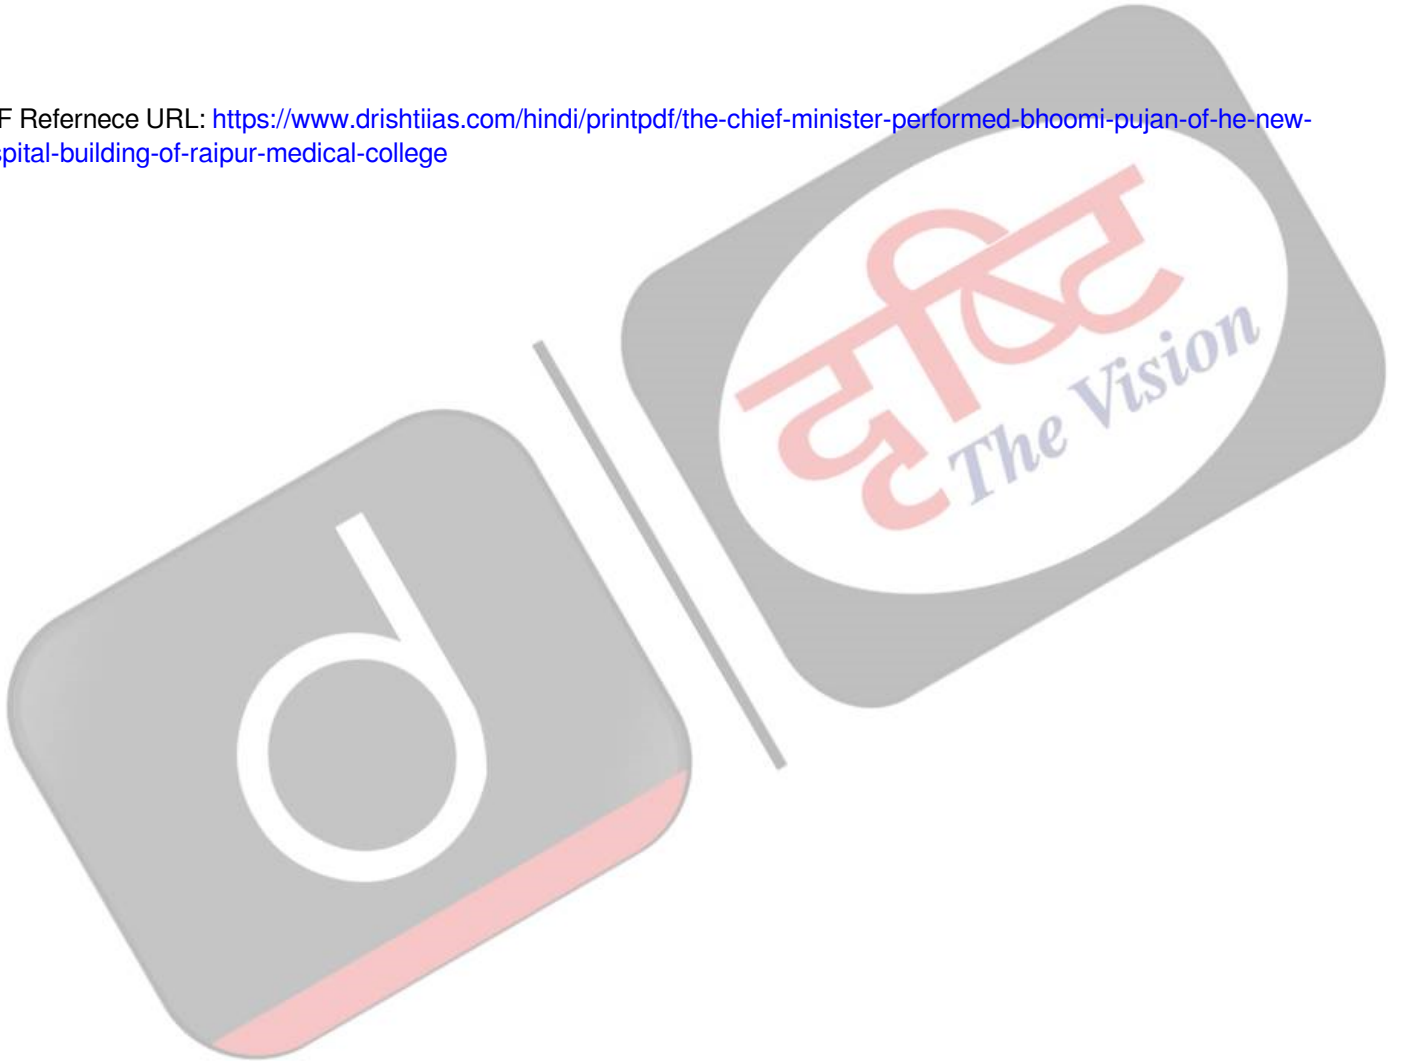 F Refernece URL: https://www.drishtiias.com/hindi/printpdf/the-chief-minister-performed-bhoomi-pujan-of-he-new-
spital-building-of-raipur-medical-college
दृष्टि
The Vision
d